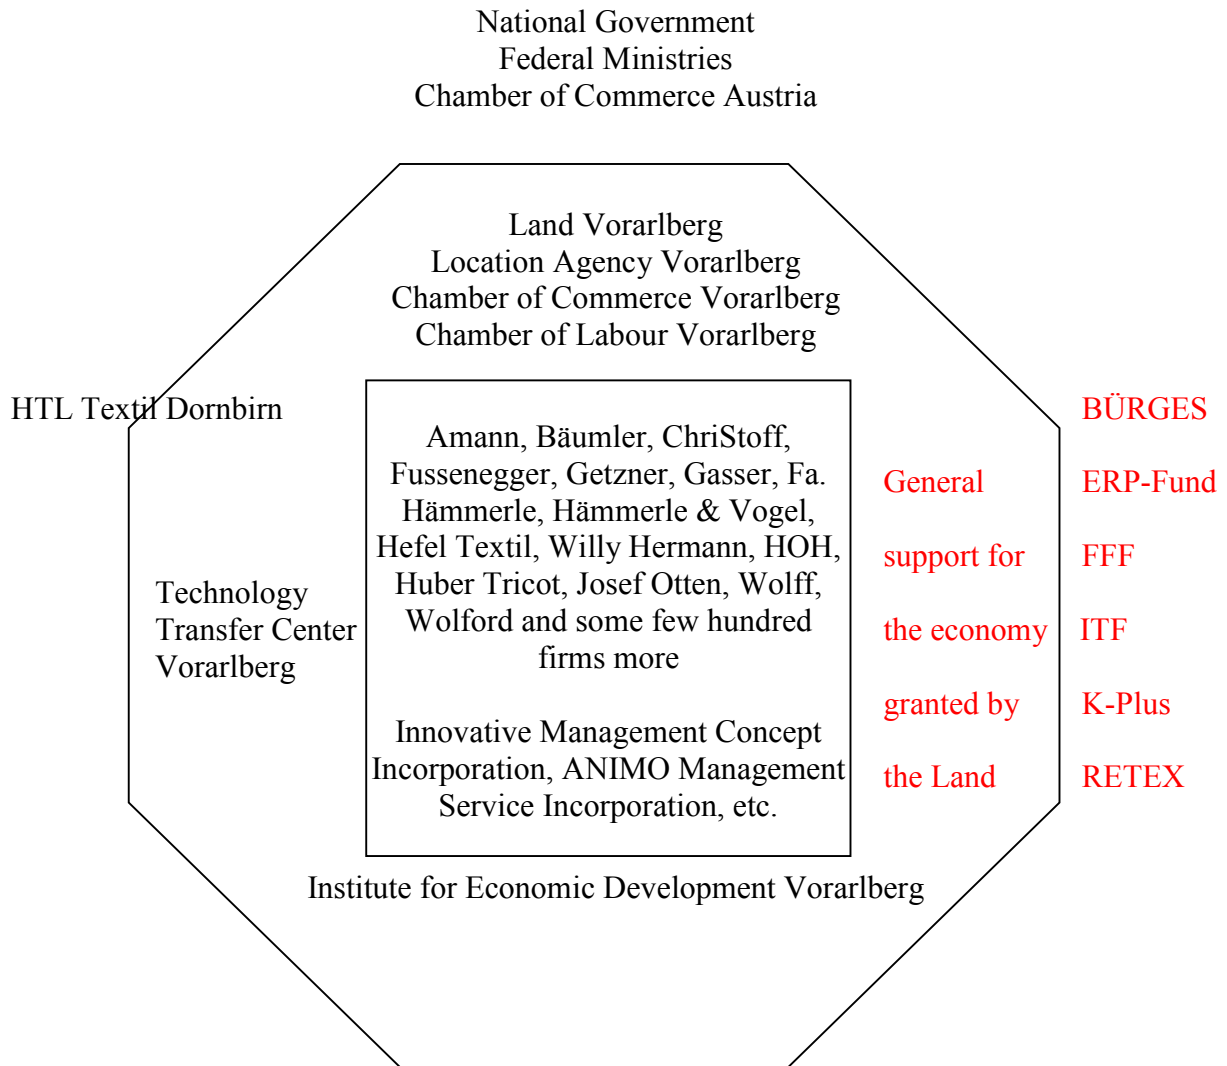 National Government
Federal Ministries
Chamber of Commerce Austria
Land Vorarlberg
Location Agency Vorarlberg
Chamber of Commerce Vorarlberg
Chamber of Labour Vorarlberg
HTL Textil Dornbirn
Technology
Transfer Center
Vorarlberg
Amann, Bäumler, ChriStoff,
Fussenegger, Getzner, Gasser, Fa.
Hämmerle, Hämmerle & Vogel,
Hefel Textil, Willy Hermann, HOH,
Huber Tricot, Josef Otten, Wolff,
Wolford and some few hundred
firms more
Innovative Management Concept
Incorporation, ANIMO Management
Service Incorporation, etc.
General
support for
the economy
granted by
the Land
BÜRGES
ERP-Fund
FFF
ITF
K-Plus
RETEX
Institute for Economic Development Vorarlberg